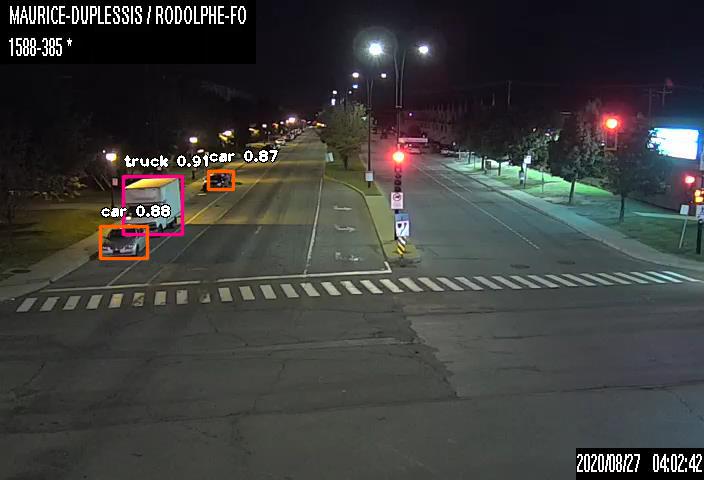 MAURICE-DUPLESSIS / RODOLPHE-FO
1588-385 *
truck 0.91
car 0.87
car 0.88
2020/08/27 04:02:42